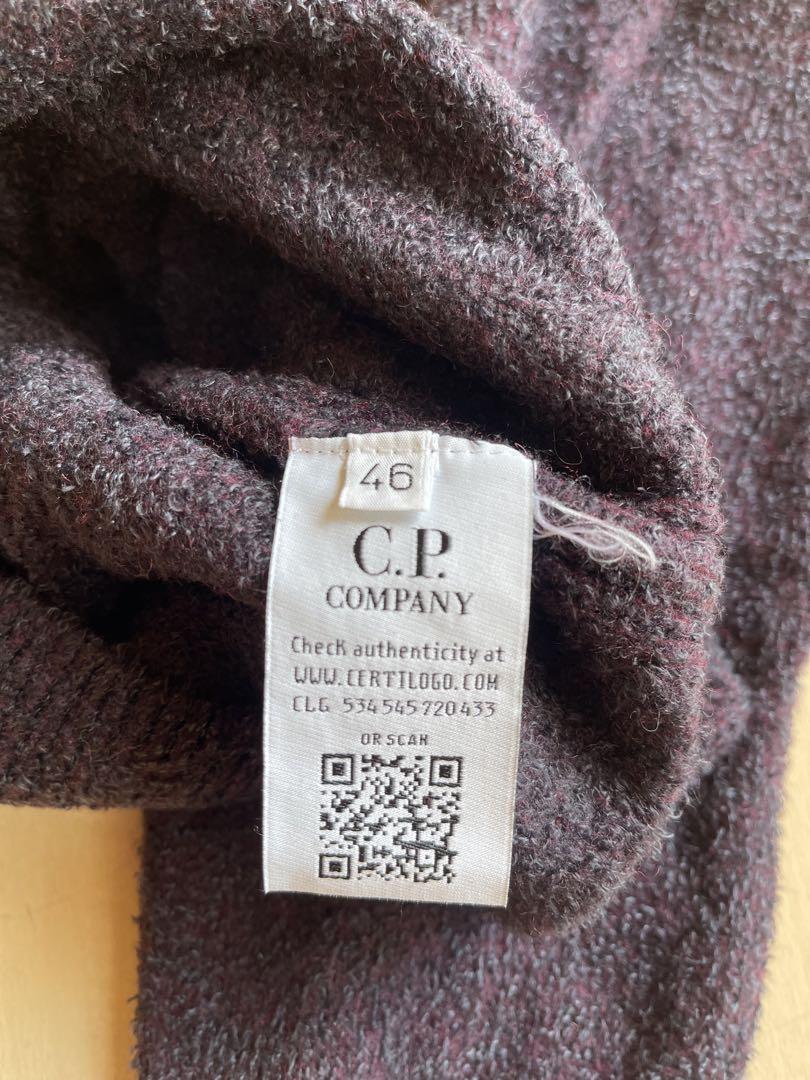 46
C.P.
COMPANY
Check authenticity at
WWW.CERTILOGO.COM
CLG 534545720433
OR SCAN